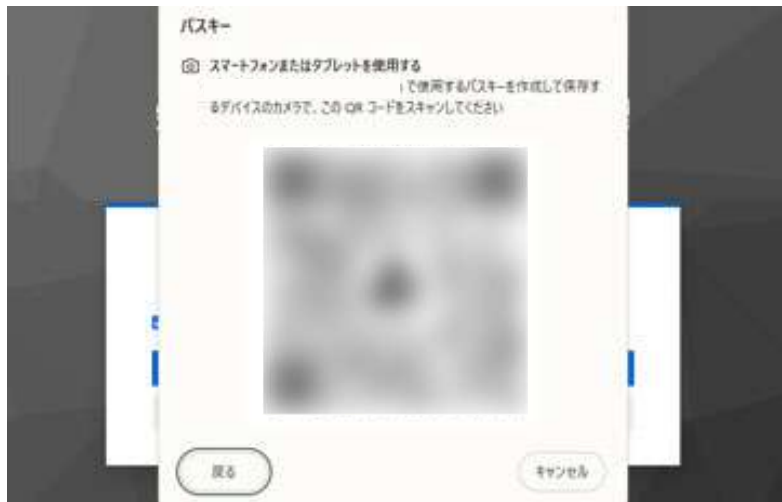 パスキー
スマートフォンまたはタブレットを使用する
で使用するパスキーを作成して保存す
るデバイスのカメラで、この QR コードをスキャンしてください
戻る
キャンセル